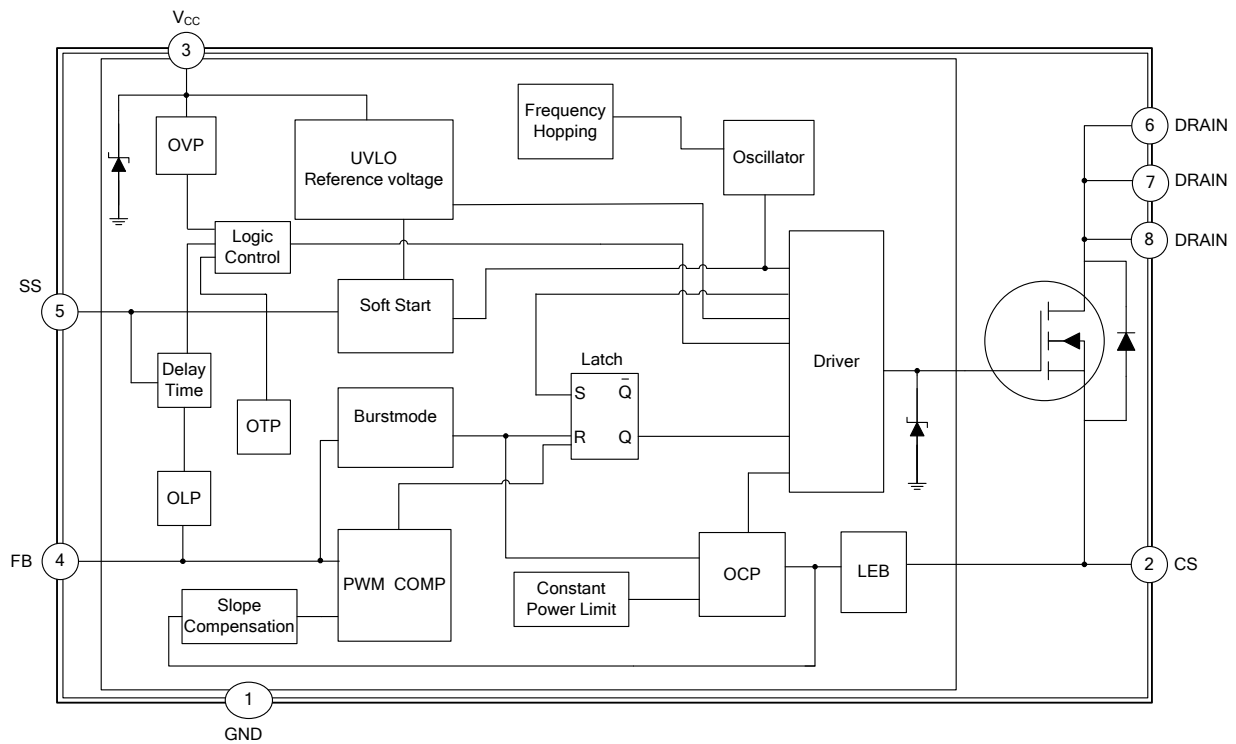 VCC
3
Frequency
Hopping
6 DRAIN
OVP
UVLO
Reference voltage
Oscillator
7 DRAIN
Logic
Control
8 DRAIN
SS
5
Soft Start
Delay
Time
Latch
Driver
OTP
Burstmode
S Q̅
R Q
OLP
FB 4
PWM COMP
OCP
LEB
2 CS
Slope
Compensation
Constant
Power Limit
1
GND